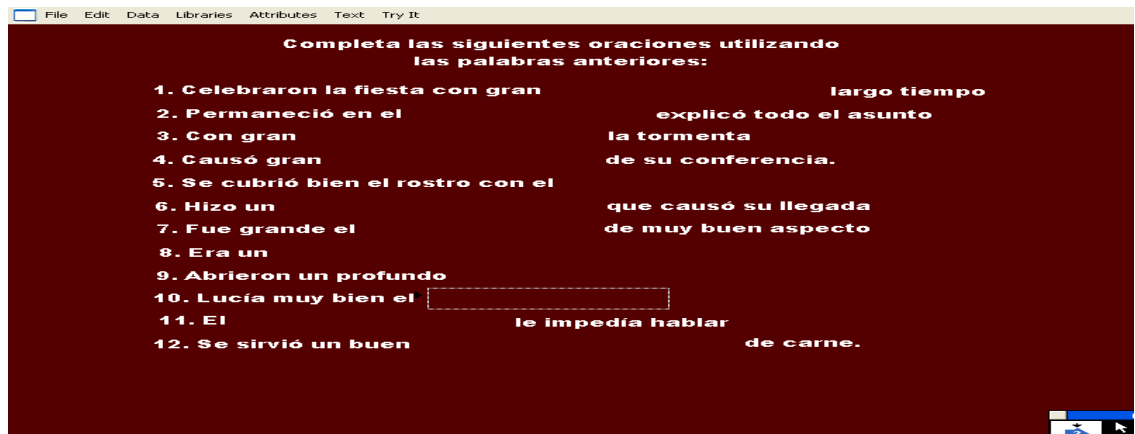 File Edit Data Libraries Attributes Text Try It
Completa las siguientes oraciones utilizando
las palabras anteriores:
1. Celebraron la fiesta con gran largo tiempo
2. Permaneció en el explicó todo el asunto
3. Con gran la tormenta
4. Causó gran de su conferencia.
5. Se cubrió bien el rostro con el
6. Hizo un que causó su llegada
7. Fue grande el de muy buen aspecto
8. Era un
9. Abrieron un profundo
10. Lucía muy bien el
11. El le impedía hablar
12. Se sirvió un buen de carne.